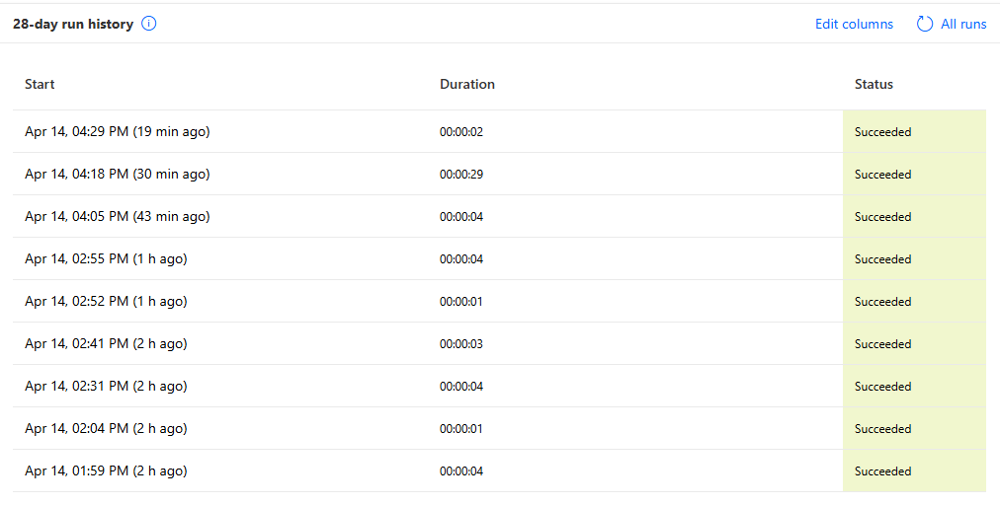 28-day run history Edit columns All runs
Start Duration Status
Apr 14, 04:29 PM (19 min ago) 00:00:02 Succeeded
Apr 14, 04:18 PM (30 min ago) 00:00:29 Succeeded
Apr 14, 04:05 PM (43 min ago) 00:00:04 Succeeded
Apr 14, 02:55 PM (1 h ago) 00:00:04 Succeeded
Apr 14, 02:52 PM (1 h ago) 00:00:01 Succeeded
Apr 14, 02:41 PM (2 h ago) 00:00:03 Succeeded
Apr 14, 02:31 PM (2 h ago) 00:00:04 Succeeded
Apr 14, 02:04 PM (2 h ago) 00:00:01 Succeeded
Apr 14, 01:59 PM (2 h ago) 00:00:04 Succeeded